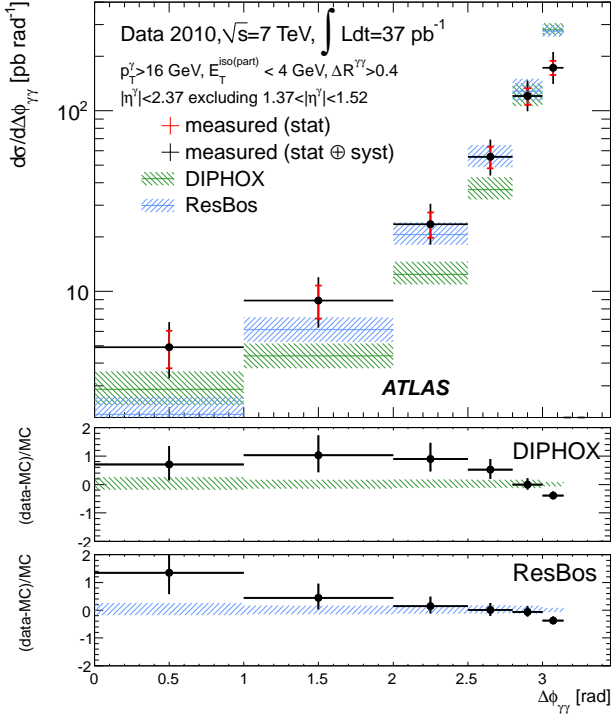 Data 2010, √s=7 TeV, ∫ Ldt=37 pb⁻¹
p_T^γ>16 GeV, E_T^iso(part) < 4 GeV, ΔR^γγ>0.4
|η^γ|<2.37 excluding 1.37<|η^γ|<1.52
measured (stat)
measured (stat ⊕ syst)
DIPHOX
ResBos
dσ/dΔϕ_γγ [pb rad⁻¹]
10²
10
ATLAS
DIPHOX
(data-MC)/MC
2
1
0
-1
-2
ResBos
(data-MC)/MC
2
1
0
-1
-2
0 0.5 1 1.5 2 2.5 3
Δϕ_γγ [rad]